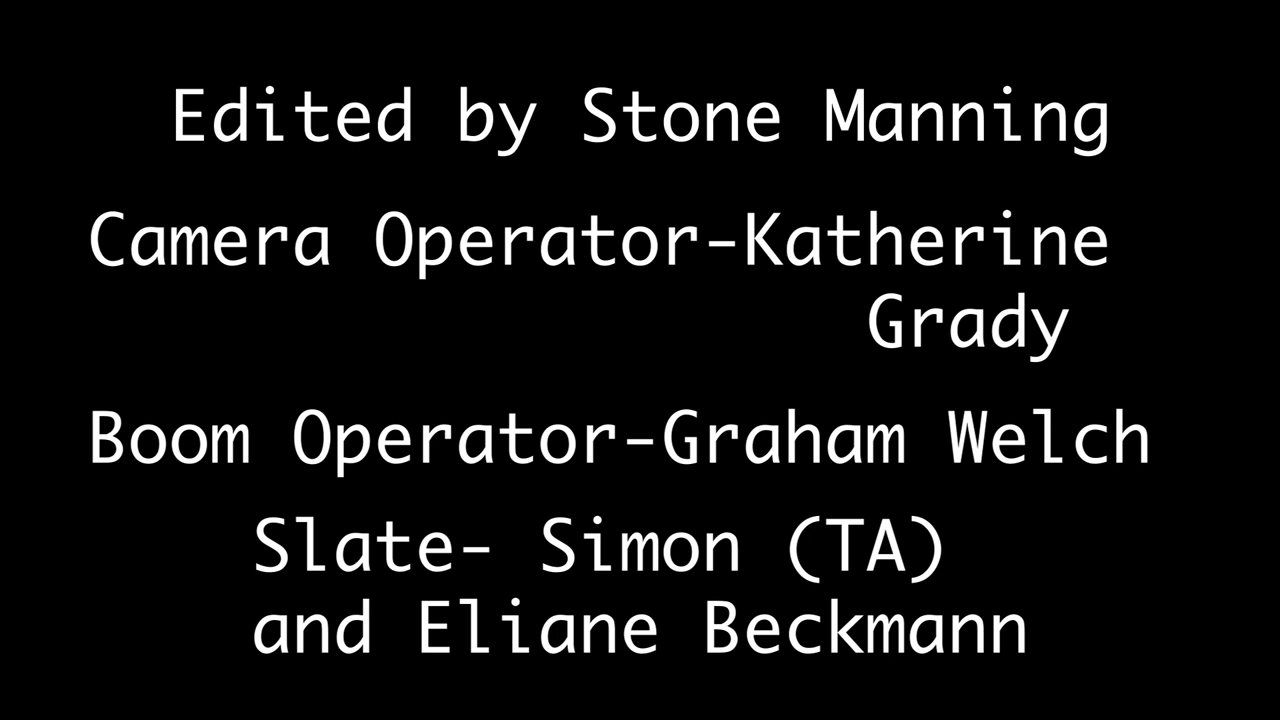 Edited by Stone Manning
Camera Operator-Katherine
Grady
Boom Operator-Graham Welch
Slate- Simon (TA)
and Eliane Beckmann